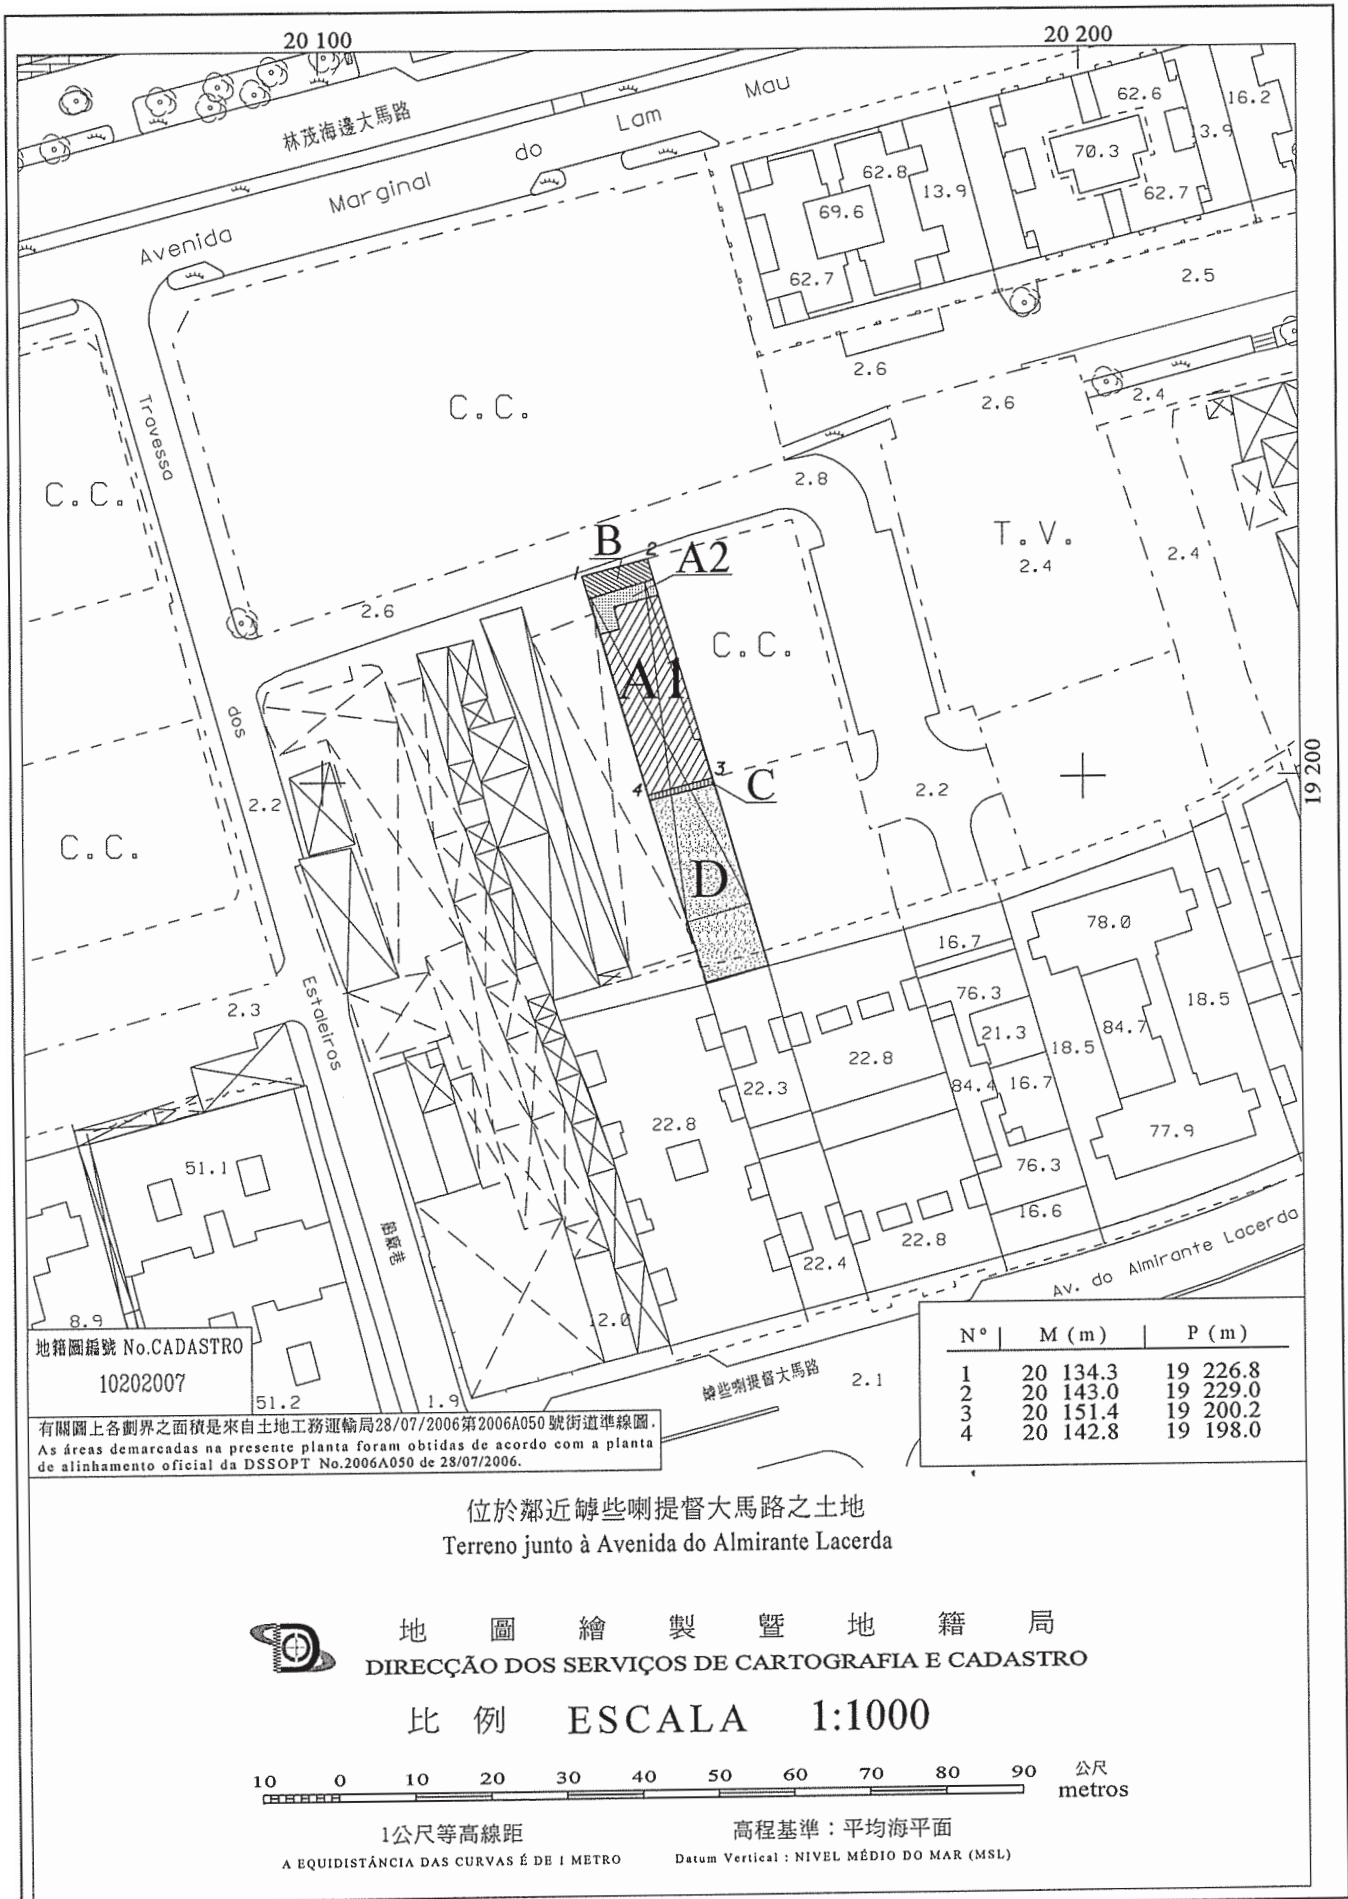 20 100
20 200
林茂海邊大馬路
Avenida Marginal do Lam Mau
62.6
16.2
13.9
70.3
62.8
13.9
62.7
69.6
62.7
2.5
2.6
2.6
2.4
C.C.
Travessa
C.C.
2.8
T.V.
2.4
2.4
B
1
2
A2
2.6
C.C.
A1
dos
3
19 200
4
C
2.2
2.2
C.C.
D
78.0
16.7
Estaleiros
76.3
18.5
2.3
21.3
84.7
18.5
22.8
22.3
84.4
16.7
22.8
77.9
51.1
76.3
船廠巷
16.6
22.8
22.4
Av. do Almirante Lacerda
8.9
12.0
地籍圖編號 No.CADASTRO
10202007
51.2
1.9
罅些喇提督大馬路
2.1
Nº M (m) P (m)
1 20 134.3 19 226.8
2 20 143.0 19 229.0
3 20 151.4 19 200.2
4 20 142.8 19 198.0
有關圖上各劃界之面積是來自土地工務運輸局28/07/2006第2006A050號街道準線圖.
As áreas demarcadas na presente planta foram obtidas de acordo com a planta
de alinhamento oficial da DSSOPT No.2006A050 de 28/07/2006.
位於鄰近罅些喇提督大馬路之土地
Terreno junto à Avenida do Almirante Lacerda
地圖繪製暨地籍局
DIRECÇÃO DOS SERVIÇOS DE CARTOGRAFIA E CADASTRO
比例 ESCALA 1:1000
10 0 10 20 30 40 50 60 70 80 90 公尺
metros
1公尺等高線距
高程基準：平均海平面
A EQUIDISTÂNCIA DAS CURVAS É DE 1 METRO
Datum Vertical : NIVEL MÉDIO DO MAR (MSL)